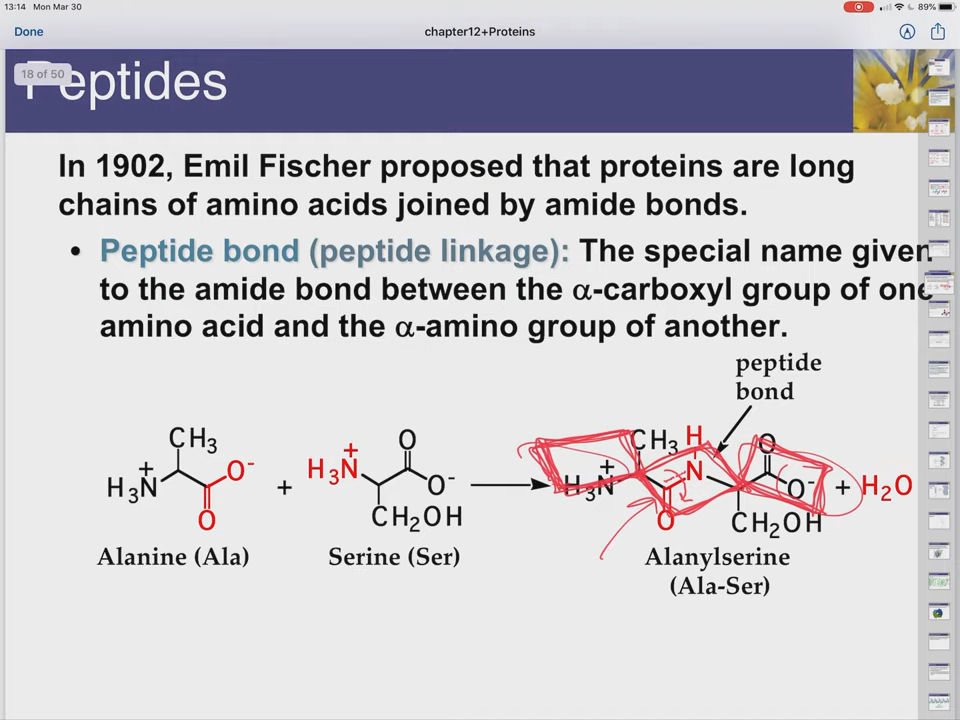 13:14 Mon Mar 30
89%
Done
chapter12+Proteins
18 of 50
Peptides
In 1902, Emil Fischer proposed that proteins are long
chains of amino acids joined by amide bonds.
• Peptide bond (peptide linkage): The special name given
to the amide bond between the α-carboxyl group of one
amino acid and the α-amino group of another.
peptide
bond
CH3 O CH3 H O
+ O- H3N+ + H
H3N + O- H3N N O- + H2O
O CH2OH O CH2OH
Alanine (Ala) Serine (Ser) Alanylserine
(Ala-Ser)